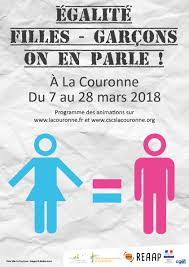 ÉGALITÉ
FILLES - GARÇONS
ON EN PARLE !
À La Couronne
Du 7 au 28 mars 2018
Programme des animations sur
www.lacouronne.fr et www.cscslacouronne.org
=
REAAP